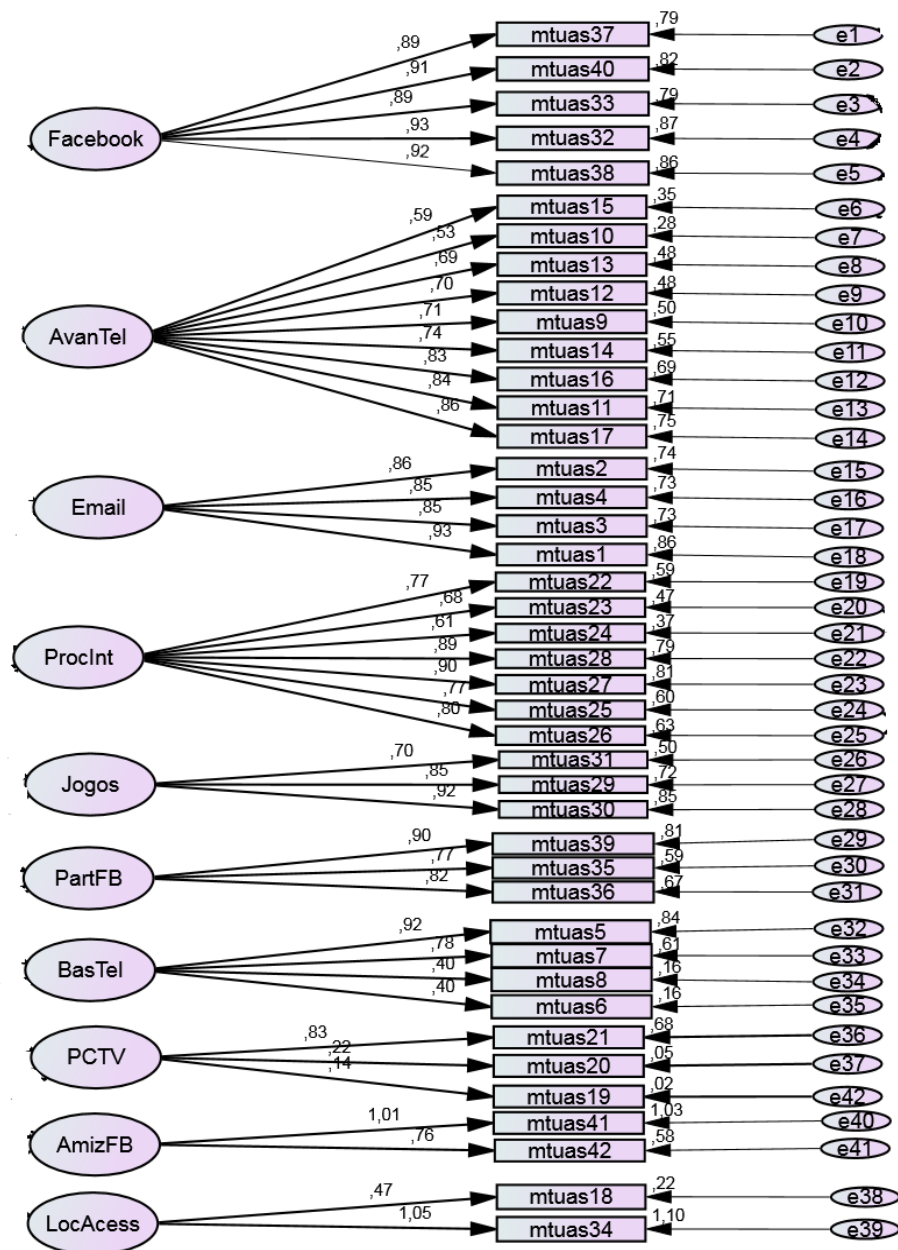 ,89 mtuas37 ,79 e1
,91 mtuas40 ,82 e2
,89 mtuas33 ,79 e3
Facebook ,93 mtuas32 ,87 e4
,92 mtuas38 ,86 e5
,59 mtuas15 ,35 e6
,53 mtuas10 ,28 e7
,69 mtuas13 ,48 e8
,70 mtuas12 ,48 e9
AvanTel ,71 mtuas9 ,50 e10
,74 mtuas14 ,55 e11
,83 mtuas16 ,69 e12
,84 mtuas11 ,71 e13
,86 mtuas17 ,75 e14
,86 mtuas2 ,74 e15
Email ,85 mtuas4 ,73 e16
,85 mtuas3 ,73 e17
,93 mtuas1 ,86 e18
,77 mtuas22 ,59 e19
,68 mtuas23 ,47 e20
,61 mtuas24 ,37 e21
ProcInt ,89 mtuas28 ,79 e22
,90 mtuas27 ,81 e23
,77 mtuas25 ,60 e24
,80 mtuas26 ,63 e25
,70 mtuas31 ,50 e26
Jogos ,85 mtuas29 ,72 e27
,92 mtuas30 ,85 e28
,90 mtuas39 ,81 e29
PartFB ,77 mtuas35 ,59 e30
,82 mtuas36 ,67 e31
,92 mtuas5 ,84 e32
BasTel ,78 mtuas7 ,61 e33
,40 mtuas8 ,16 e34
,40 mtuas6 ,16 e35
,83 mtuas21 ,68 e36
PCTV ,22 mtuas20 ,05 e37
,14 mtuas19 ,02 e42
1,01 mtuas41 1,03 e40
AmizFB ,76 mtuas42 ,58 e41
,47 mtuas18 ,22 e38
LocAcess 1,05 mtuas34 1,10 e39